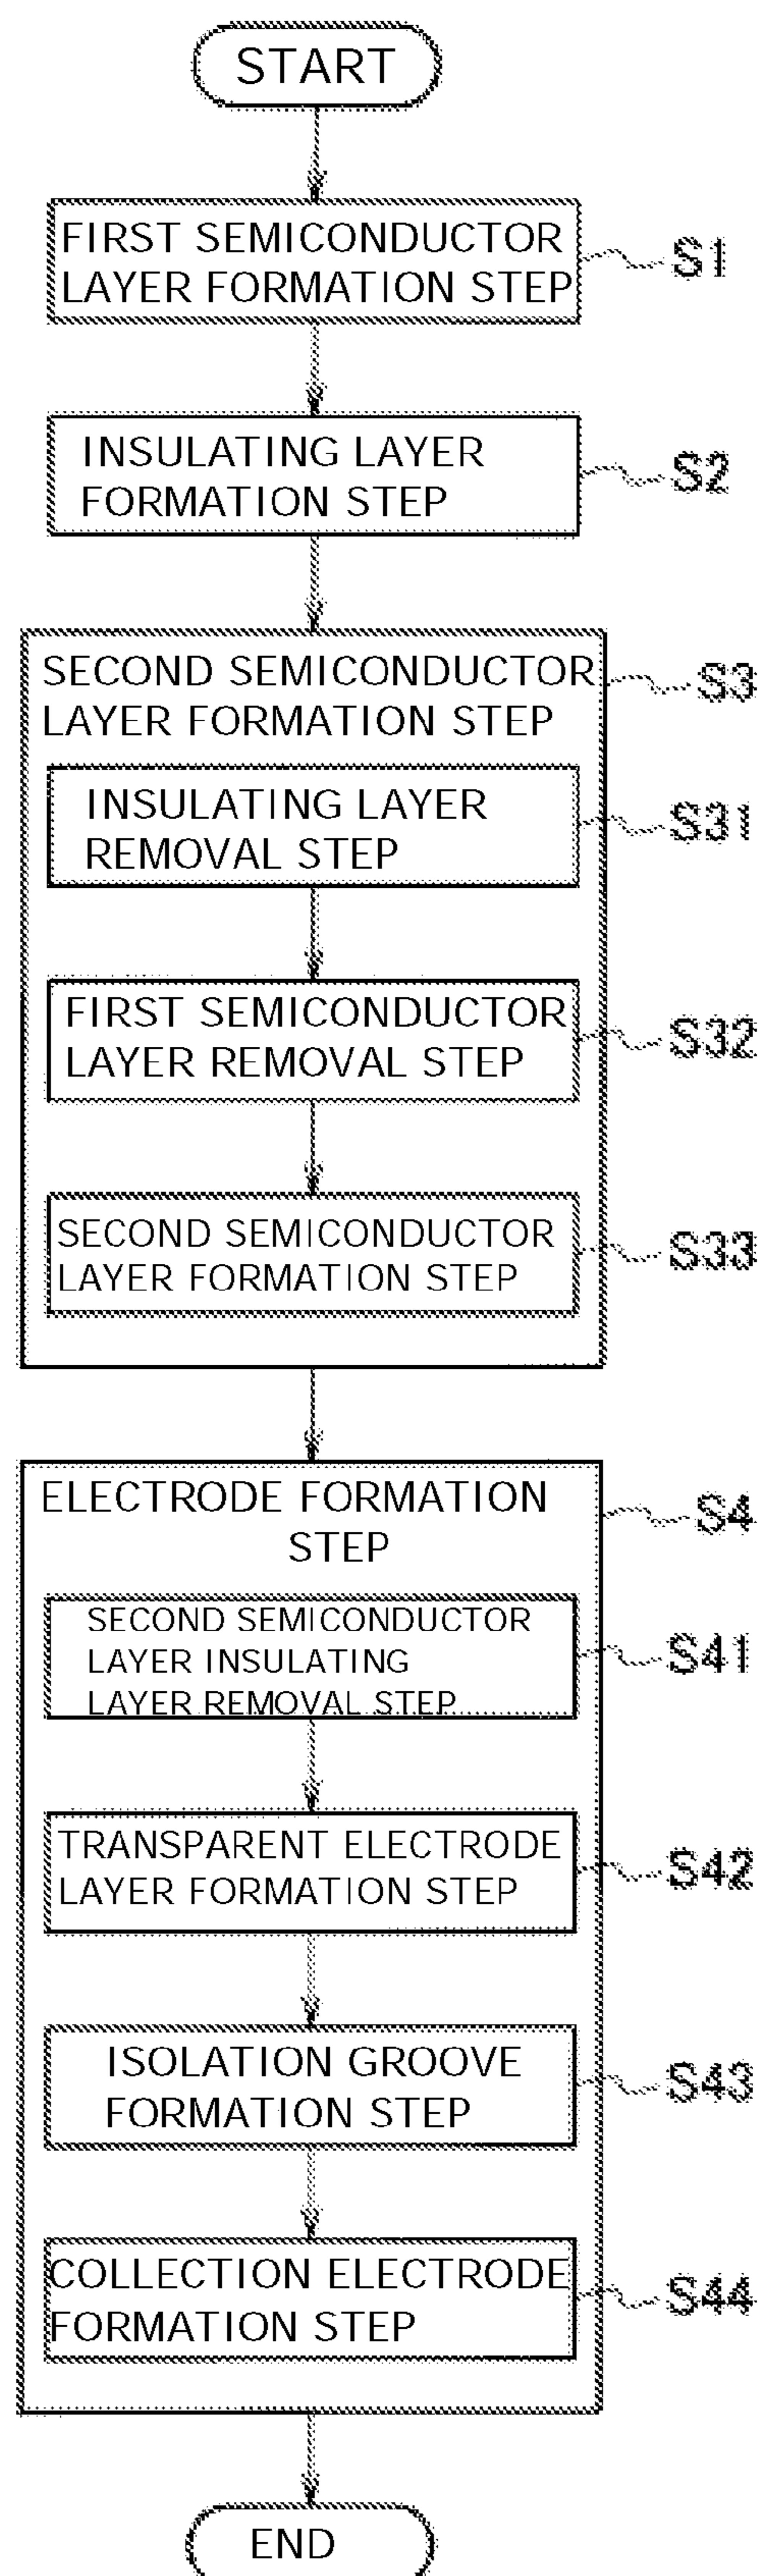 START
FIRST SEMICONDUCTOR
LAYER FORMATION STEP
S1
INSULATING LAYER
FORMATION STEP
S2
SECOND SEMICONDUCTOR
LAYER FORMATION STEP
S3
INSULATING LAYER
REMOVAL STEP
S31
FIRST SEMICONDUCTOR
LAYER REMOVAL STEP
S32
SECOND SEMICONDUCTOR
LAYER FORMATION STEP
S33
ELECTRODE FORMATION
STEP
S4
SECOND SEMICONDUCTOR
LAYER INSULATING
LAYER REMOVAL STEP
S41
TRANSPARENT ELECTRODE
LAYER FORMATION STEP
S42
ISOLATION GROOVE
FORMATION STEP
S43
COLLECTION ELECTRODE
FORMATION STEP
S44
END